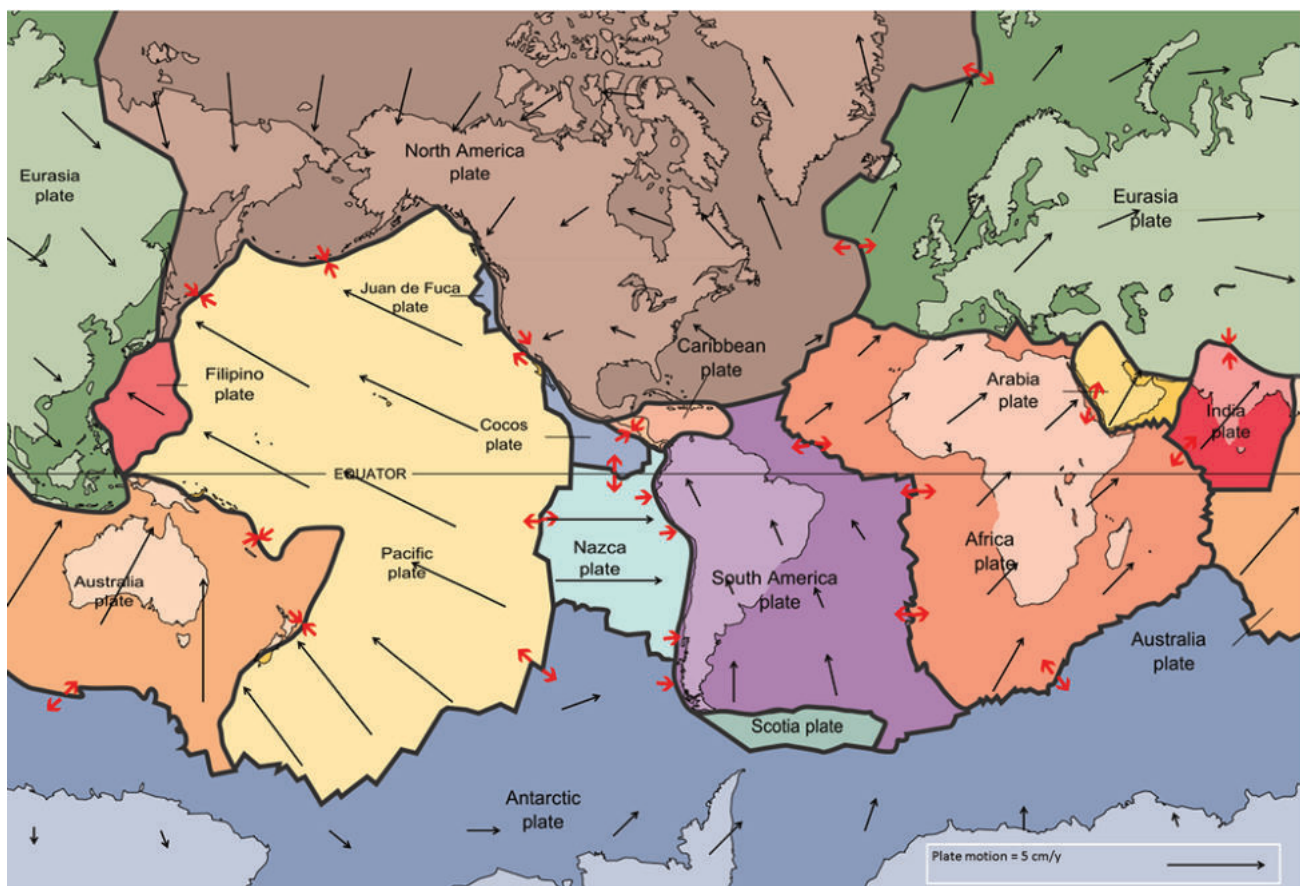 North America
plate
Eurasia
plate
Eurasia
plate
Juan de Fuca
plate
Caribbean
plate
Filipino
plate
Arabia
plate
India
plate
Cocos
plate
EQUATOR
Nazca
plate
Pacific
plate
Africa
plate
Australia
plate
South America
plate
Australia
plate
Scotia plate
Antarctic
plate
Plate motion = 5 cm/y